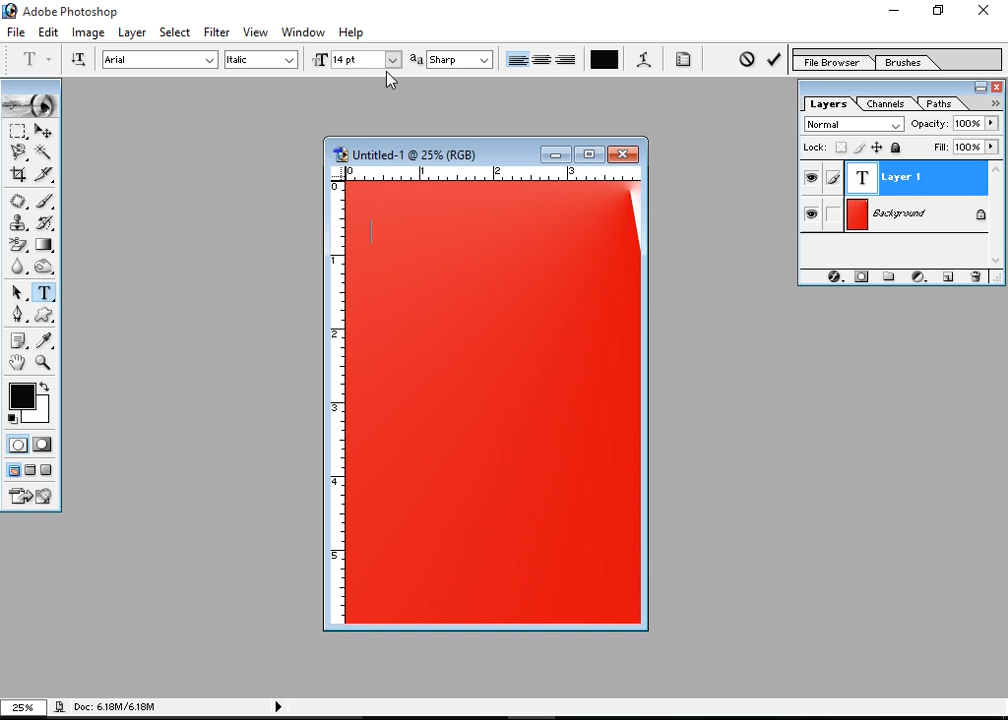 Adobe Photoshop
File Edit Image Layer Select Filter View Window Help
T Arial Italic T 14 pt aa Sharp File Browser Brushes
Layers Channels Paths
Normal Opacity: 100%
Lock: Fill: 100%
T Layer 1
Background
Untitled-1 @ 25% (RGB)
0 1 2 3
0
1
2
3
4
5
T
25% Doc: 6.18M/6.18M